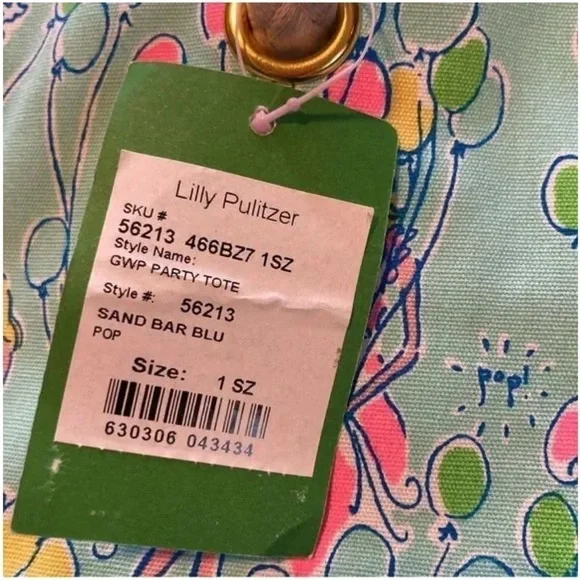 Lilly Pulitzer
SKU #
56213 466BZ7 1SZ
Style Name:
GWP PARTY TOTE
Style #: 56213
SAND BAR BLU
POP
Size: 1 SZ
630306 043434
pop!